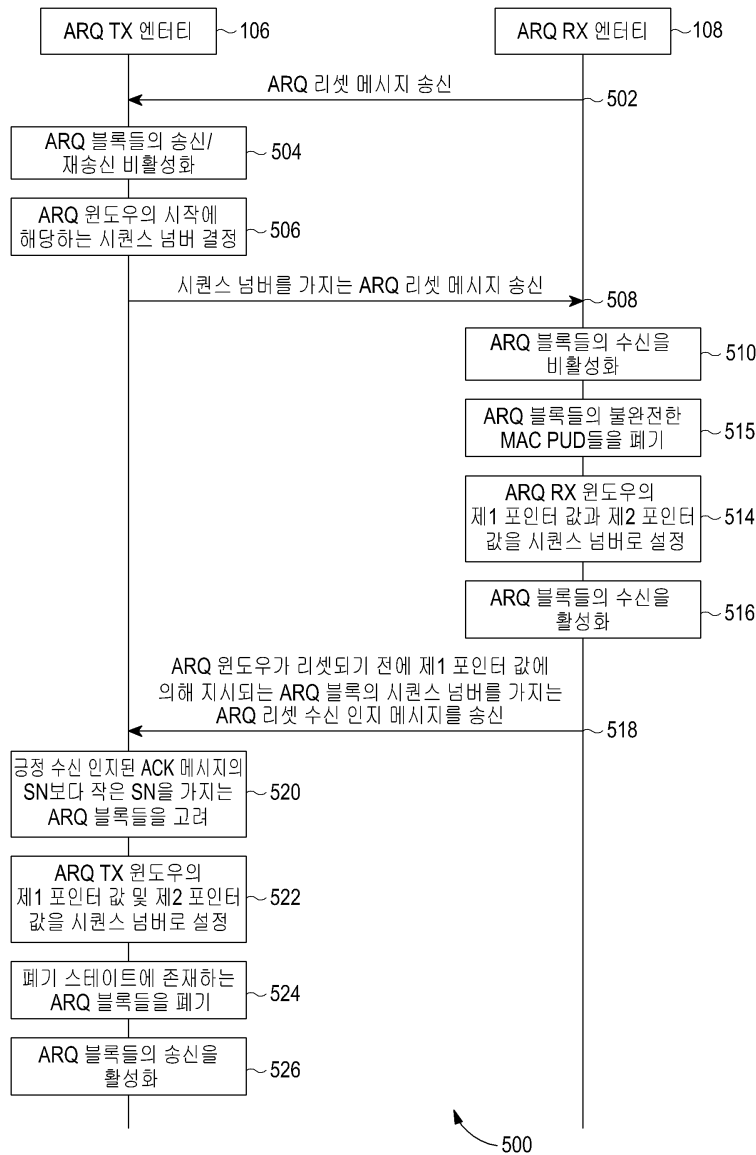 ARQ TX 엔터티
106
ARQ RX 엔터티
108
ARQ 리셋 메시지 송신
502
ARQ 블록들의 송신/
재송신 비활성화
504
ARQ 윈도우의 시작에
해당하는 시퀀스 넘버 결정
506
시퀀스 넘버를 가지는 ARQ 리셋 메시지 송신
508
ARQ 블록들의 수신을
비활성화
510
ARQ 블록들의 불완전한
MAC PUD들을 폐기
515
ARQ RX 윈도우의
제1 포인터 값과 제2 포인터
값을 시퀀스 넘버로 설정
514
ARQ 블록들의 수신을
활성화
516
ARQ 윈도우가 리셋되기 전에 제1 포인터 값에
의해 지시되는 ARQ 블록의 시퀀스 넘버를 가지는
ARQ 리셋 수신 인지 메시지를 송신
518
긍정 수신 인지된 ACK 메시지의
SN보다 작은 SN을 가지는
ARQ 블록들을 고려
520
ARQ TX 윈도우의
제1 포인터 값 및 제2 포인터
값을 시퀀스 넘버로 설정
522
폐기 스테이트에 존재하는
ARQ 블록들을 폐기
524
ARQ 블록들의 송신을
활성화
526
500